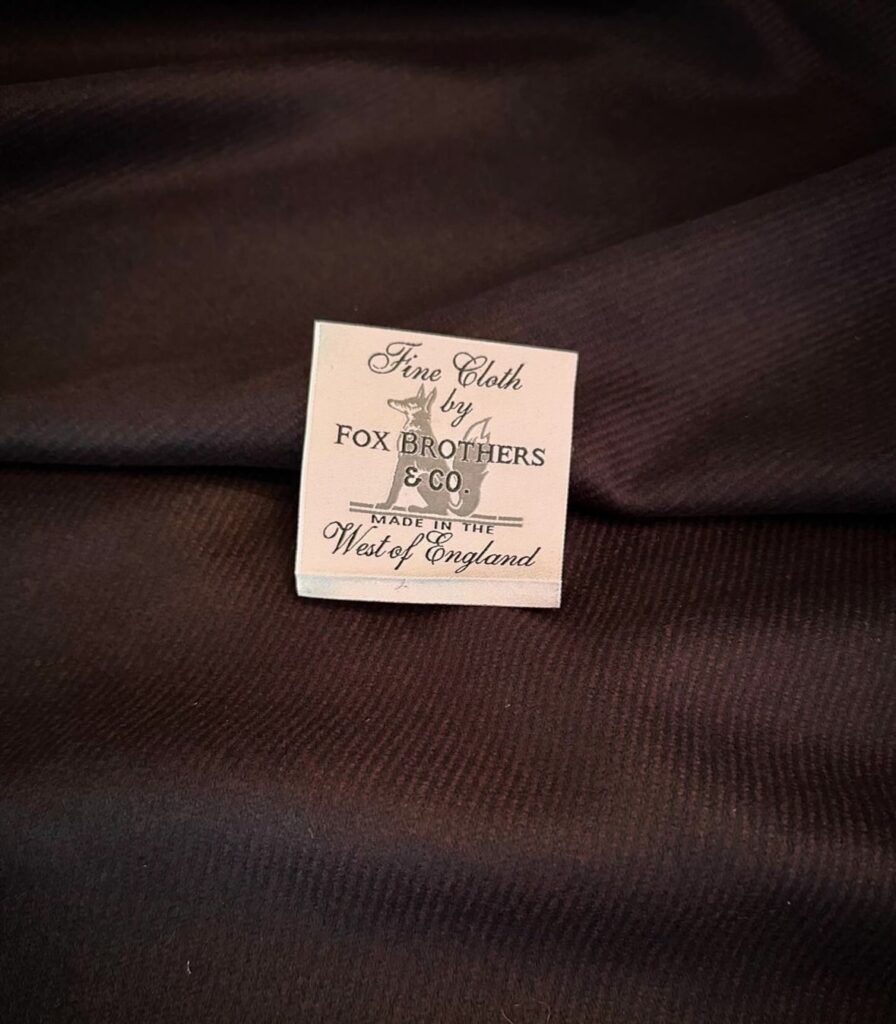 Fine Cloth
by
FOX BROTHERS
& CO.
MADE IN THE
West of England